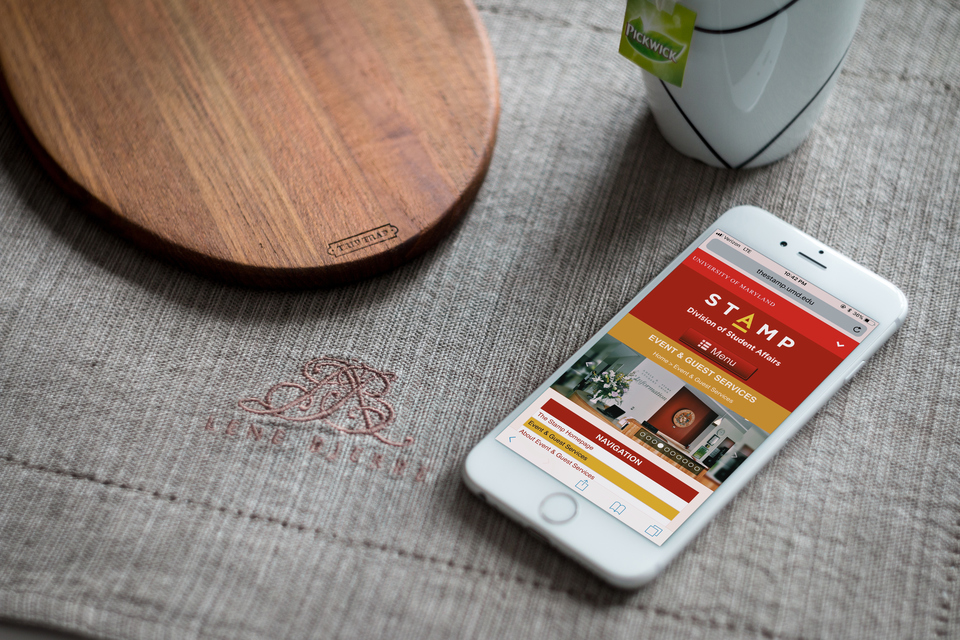 PICKWICK
Verizon LTE
10:42 PM
36%
thestamp.umd.edu
UNIVERSITY OF MARYLAND
STAMP
Division of Student Affairs
Menu
EVENT & GUEST SERVICES
Home » Event & Guest Services
NAVIGATION
The Stamp Homepage
Event & Guest Services
About Event & Guest Services